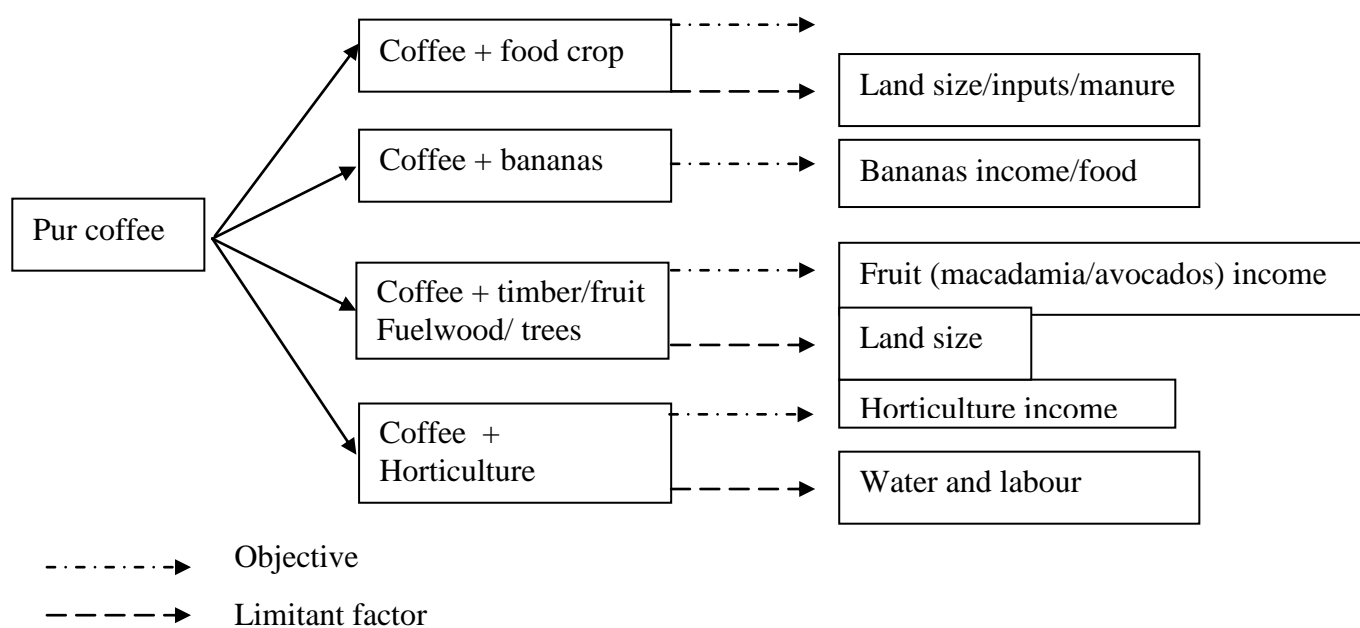 Pur coffee
Coffee + food crop
Land size/inputs/manure
Coffee + bananas
Bananas income/food
Coffee + timber/fruit
Fuelwood/ trees
Fruit (macadamia/avocados) income
Land size
Coffee +
Horticulture
Horticulture income
Water and labour
Objective
Limitant factor